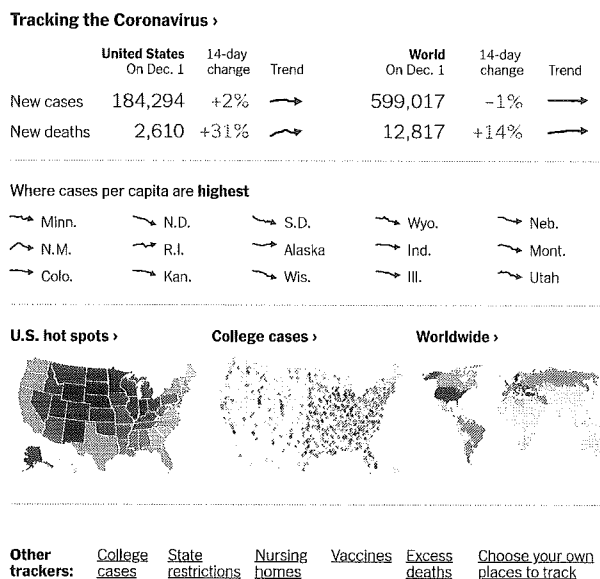 Tracking the Coronavirus ›
United States 14-day World 14-day
On Dec. 1 change Trend On Dec. 1 change Trend
New cases 184,294 +2% 599,017 –1%
New deaths 2,610 +31% 12,817 +14%
Where cases per capita are highest
Minn. N.D. S.D. Wyo. Neb.
N.M. R.I. Alaska Ind. Mont.
Colo. Kan. Wis. Ill. Utah
U.S. hot spots › College cases › Worldwide ›
Other College State Nursing Vaccines Excess Choose your own
trackers: cases restrictions homes deaths places to track